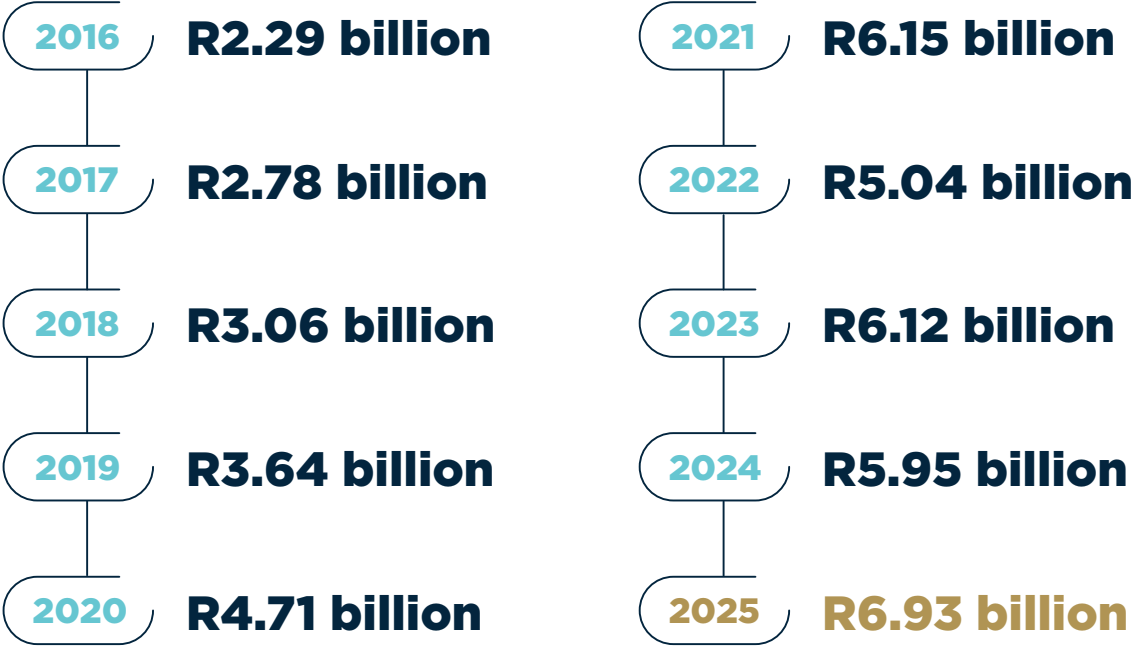 2016 R2.29 billion
2017 R2.78 billion
2018 R3.06 billion
2019 R3.64 billion
2020 R4.71 billion
2021 R6.15 billion
2022 R5.04 billion
2023 R6.12 billion
2024 R5.95 billion
2025 R6.93 billion